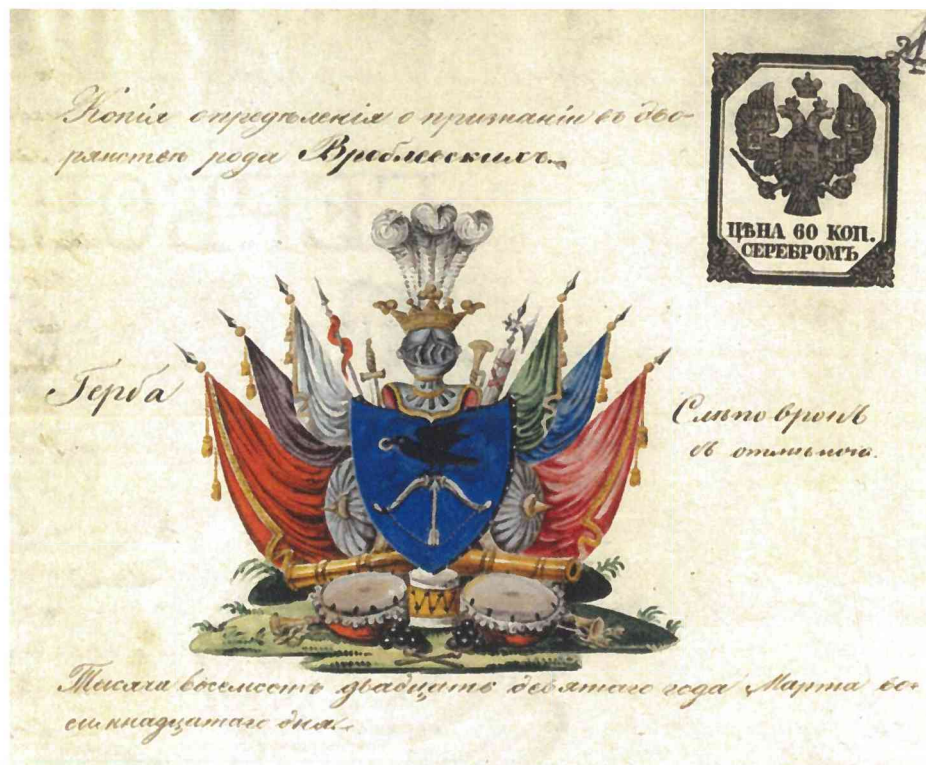 Копія опредѣленія о признаніи въ дво-
рянствѣ рода Вроблевскихъ.
ЦѢНА 60 КОП.
СЕРЕБРОМЪ
Герба
Слѣповронъ
съ отмѣною.
Тысяча восемсотъ двадцать девятаго года Марта во-
семнадцатаго дня.